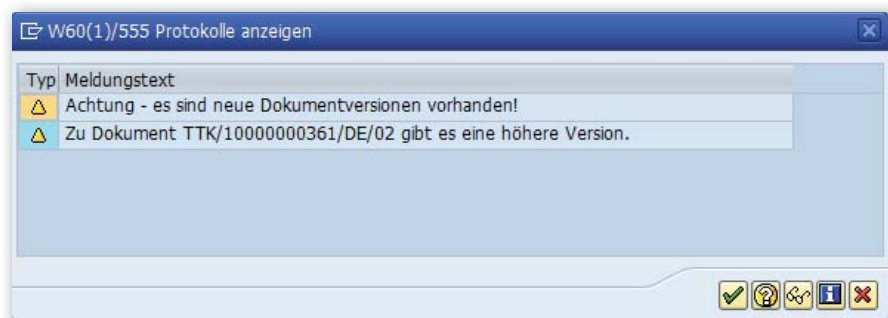 W60(1)/555 Protokolle anzeigen
Typ Meldungstext
Achtung - es sind neue Dokumentversionen vorhanden!
Zu Dokument TTK/10000000361/DE/02 gibt es eine höhere Version.